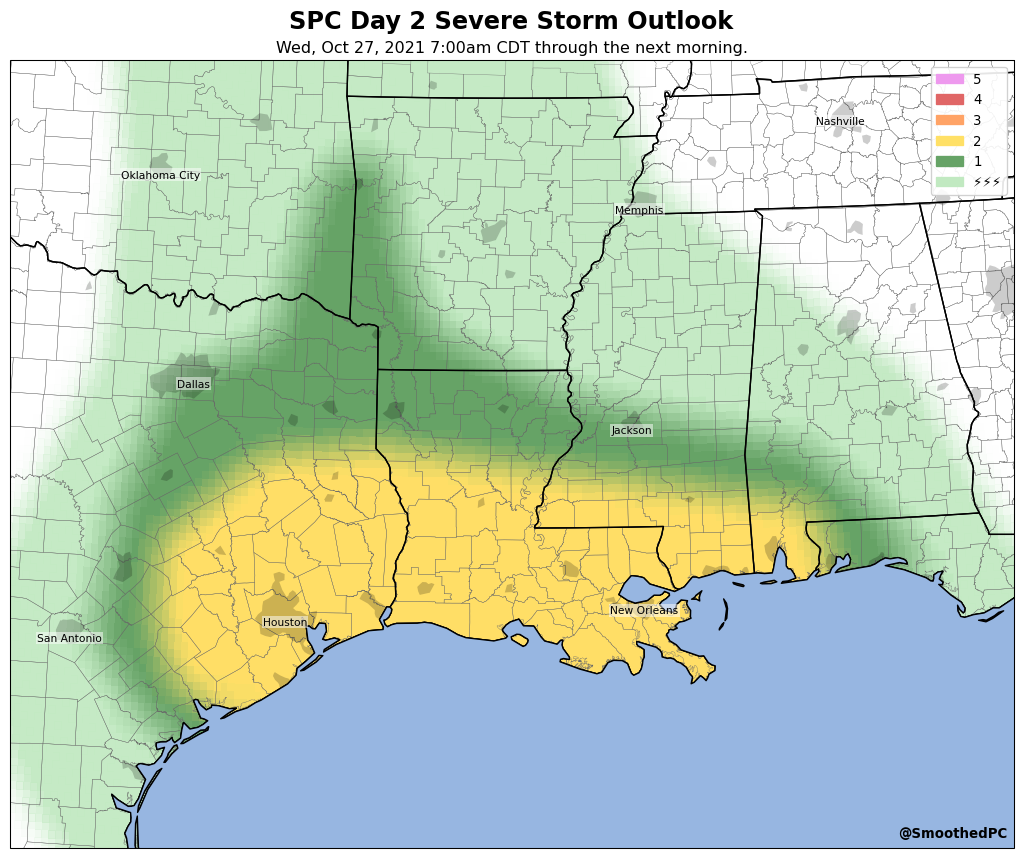 SPC Day 2 Severe Storm Outlook
Wed, Oct 27, 2021 7:00am CDT through the next morning.
5
4
3
2
1
⚡⚡⚡
Nashville
Oklahoma City
Memphis
Dallas
Jackson
New Orleans
Houston
San Antonio
@SmoothedPC